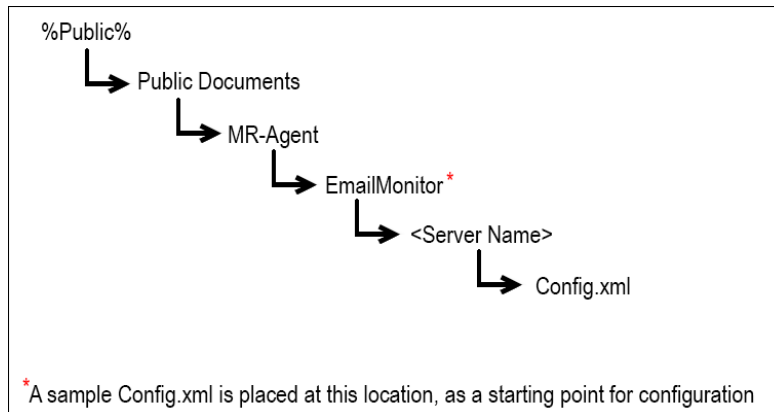 %Public%
Public Documents
MR-Agent
EmailMonitor*
<Server Name>
Config.xml
*A sample Config.xml is placed at this location, as a starting point for configuration